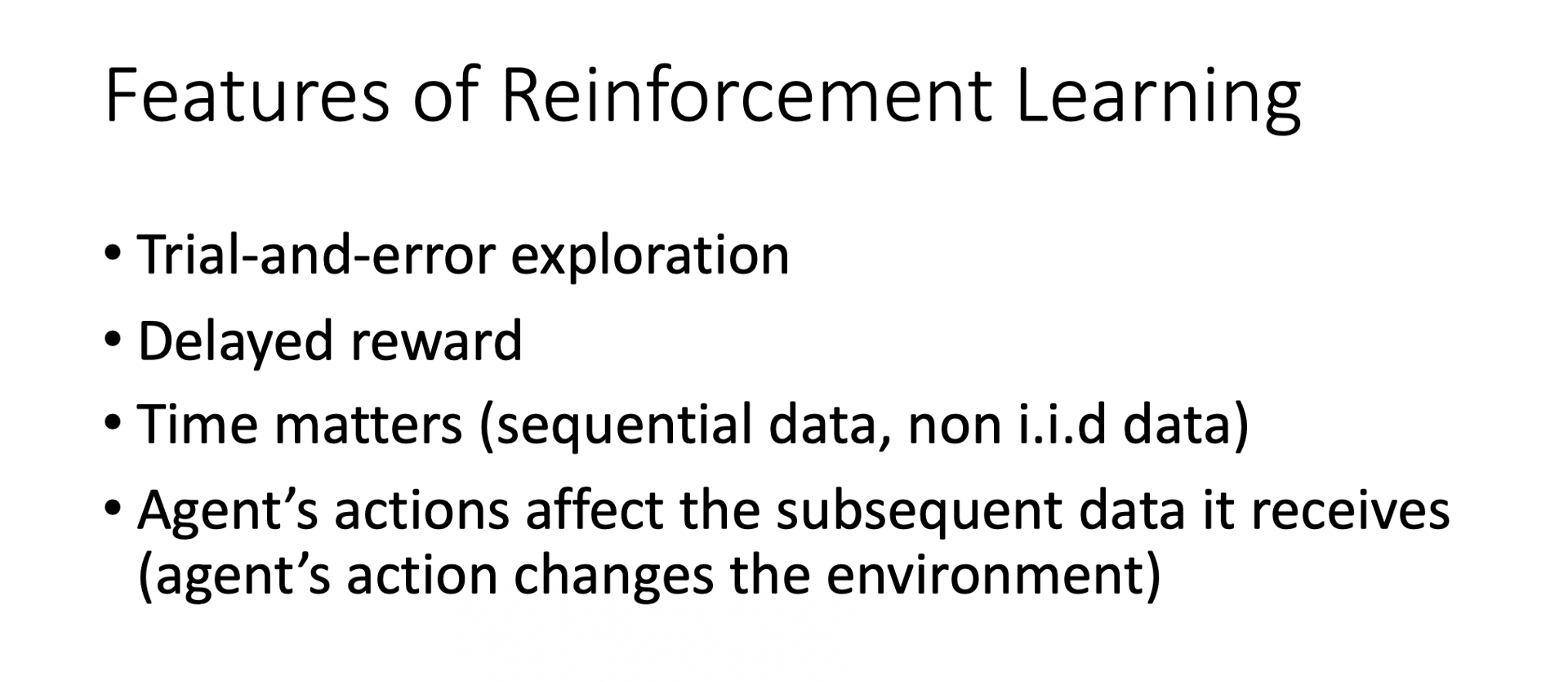 Features of Reinforcement Learning
• Trial-and-error exploration
• Delayed reward
• Time matters (sequential data, non i.i.d data)
• Agent’s actions affect the subsequent data it receives
(agent’s action changes the environment)